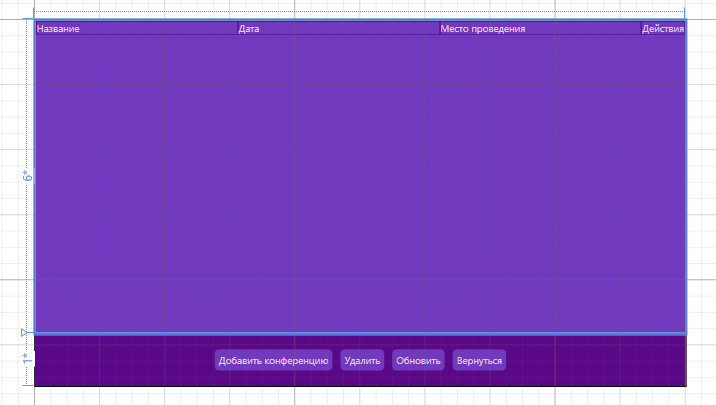 Название Дата Место проведения Действия
6*
1*
Добавить конференцию Удалить Обновить Вернуться